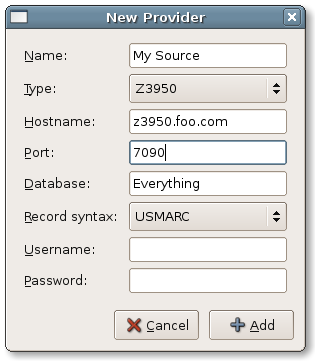 New Provider
Name: My Source
Type: Z3950
Hostname: z3950.foo.com
Port: 7090
Database: Everything
Record syntax: USMARC
Username:
Password:
Cancel Add